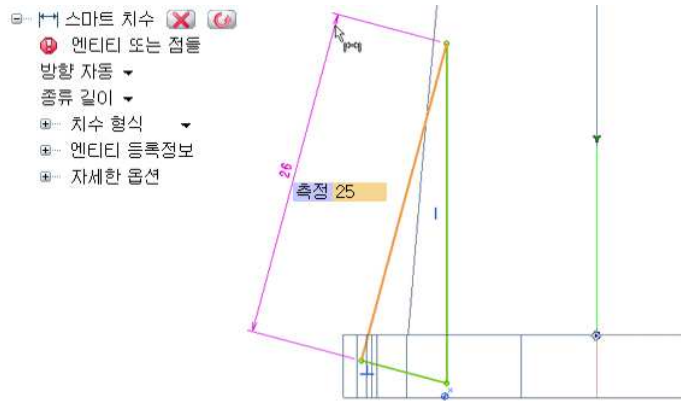 스마트 치수
엔티티 또는 점들
방향 자동
종류 길이
치수 형식
엔티티 등록정보
자세한 옵션
26
측정 25